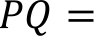 PQ =